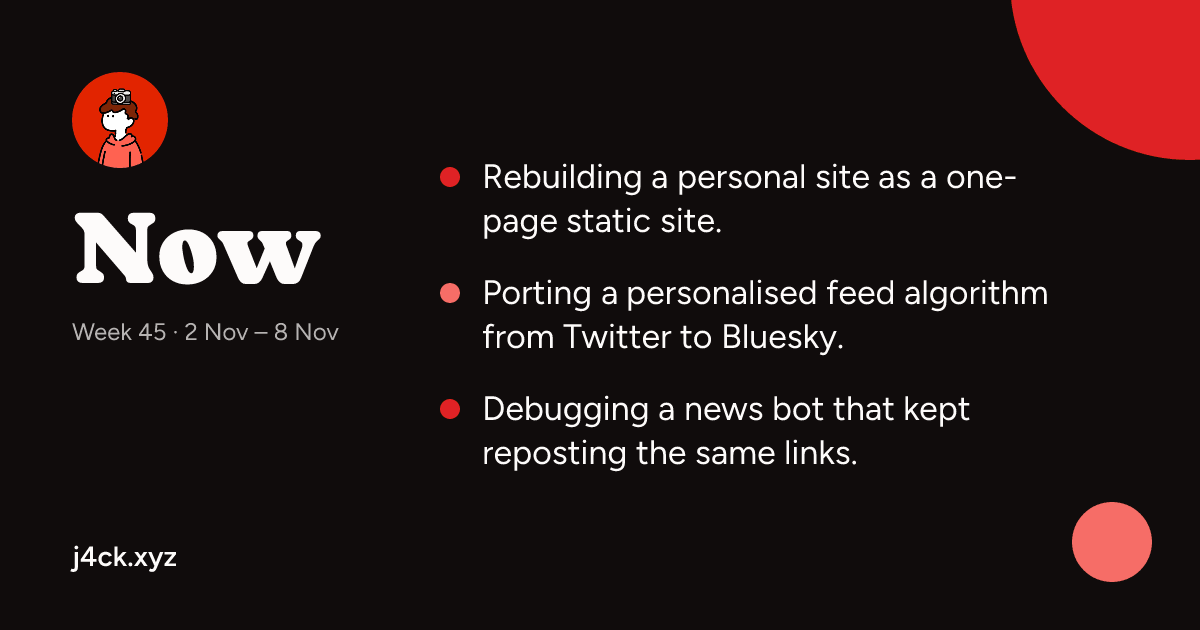 Now
Week 45 · 2 Nov – 8 Nov
Rebuilding a personal site as a one-
page static site.
Porting a personalised feed algorithm
from Twitter to Bluesky.
Debugging a news bot that kept
reposting the same links.
j4ck.xyz